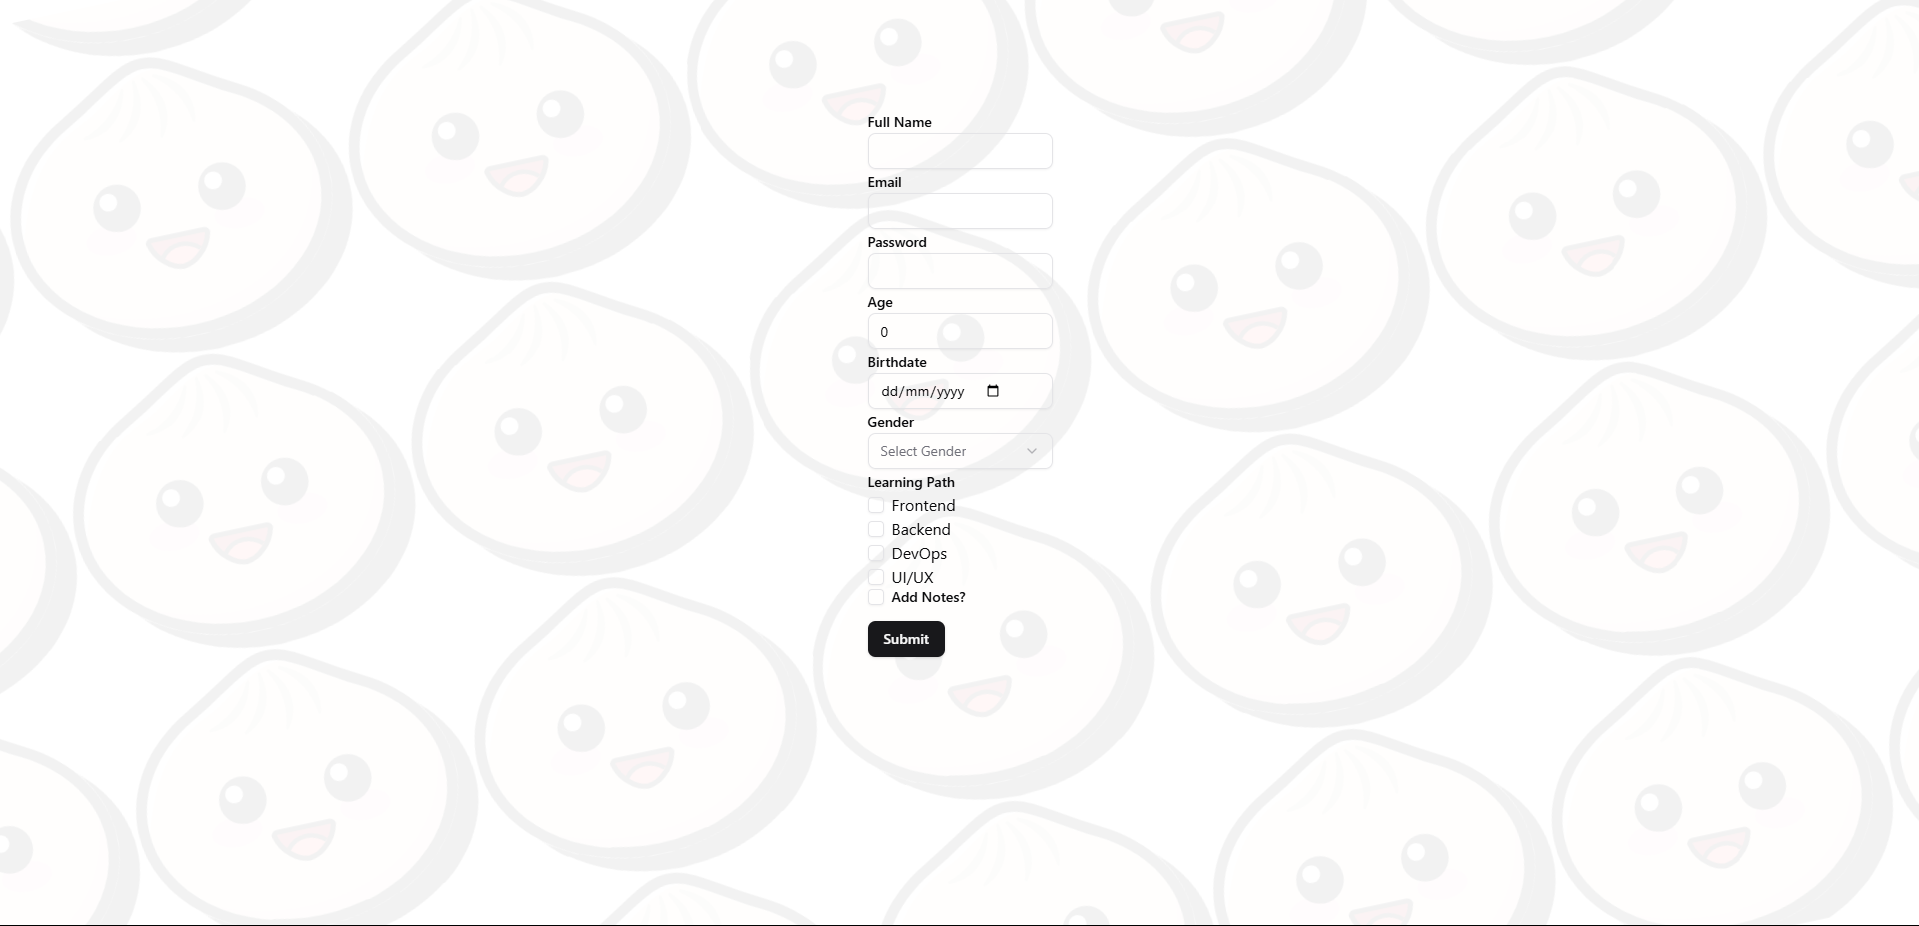 Full Name
Email
Password
Age
0
Birthdate
dd/mm/yyyy
Gender
Select Gender
Learning Path
Frontend
Backend
DevOps
UI/UX
Add Notes?
Submit